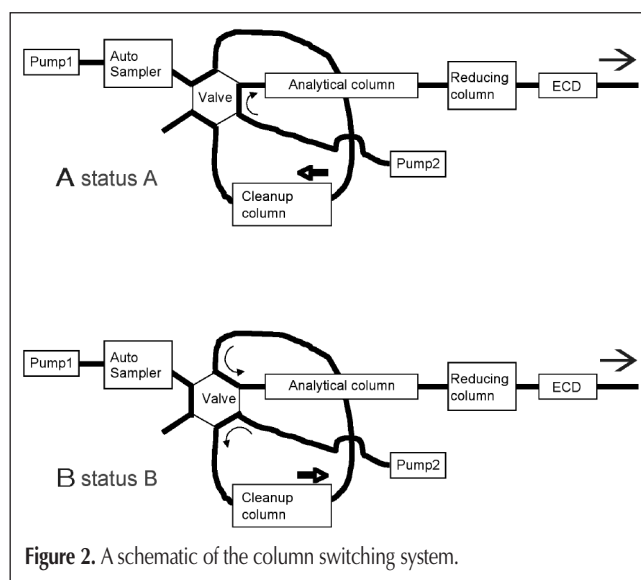 Pump1
Auto
Sampler
Valve
Analytical column
Reducing
column
ECD
Pump2
A status A
Cleanup
column
Pump1
Auto
Sampler
Valve
Analytical column
Reducing
column
ECD
Pump2
B status B
Cleanup
column
Figure 2. A schematic of the column switching system.